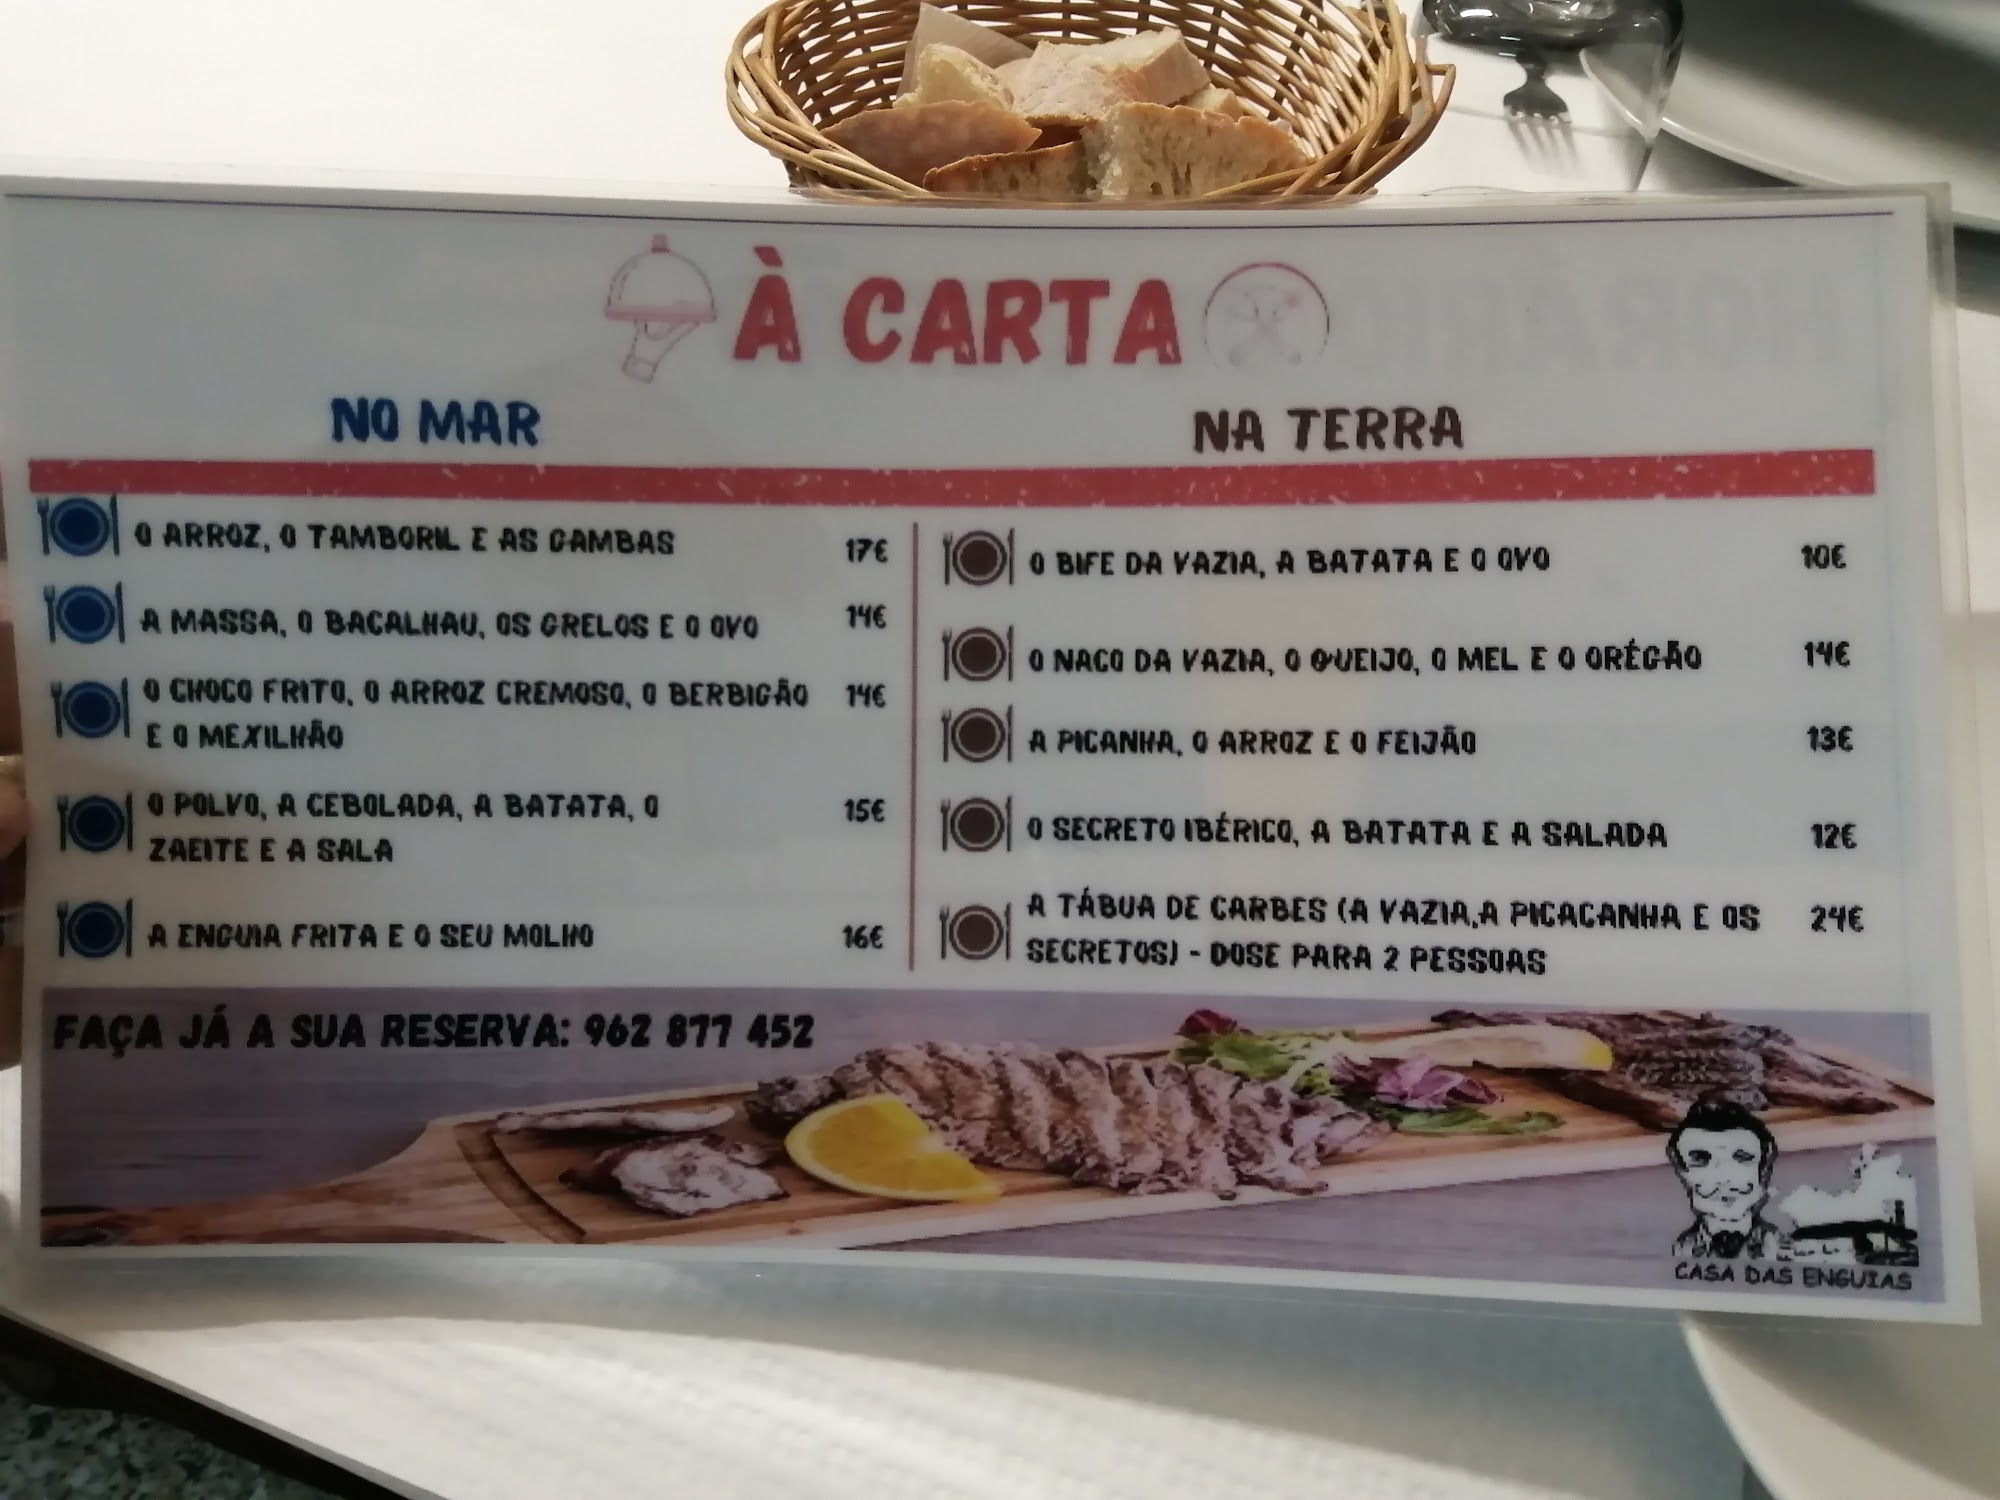 À CARTA
NO MAR
O ARROZ, O TAMBORIL E AS GAMBAS 17€
A MASSA, O BACALHAU, OS GRELOS E O OVO 14€
O CHOCO FRITO, O ARROZ CREMOSO, O BERBIGÃO 14€
E O MEXILHÃO
O POLVO, A CEBOLADA, A BATATA, O 15€
ZAEITE E A SALA
A ENGUIA FRITA E O SEU MOLHO 16€
NA TERRA
O BIFE DA VAZIA, A BATATA E O OVO 10€
O NACO DA VAZIA, O QUEIJO, O MEL E O ORÉGÃO 14€
A PICANHA, O ARROZ E O FEIJÃO 13€
O SECRETO IBÉRICO, A BATATA E A SALADA 12€
A TÁBUA DE CARBES (A VAZIA,A PICACANHA E OS 24€
SECRETOS) - DOSE PARA 2 PESSOAS
FAÇA JÁ A SUA RESERVA: 962 877 452
CASA DAS ENGUIAS